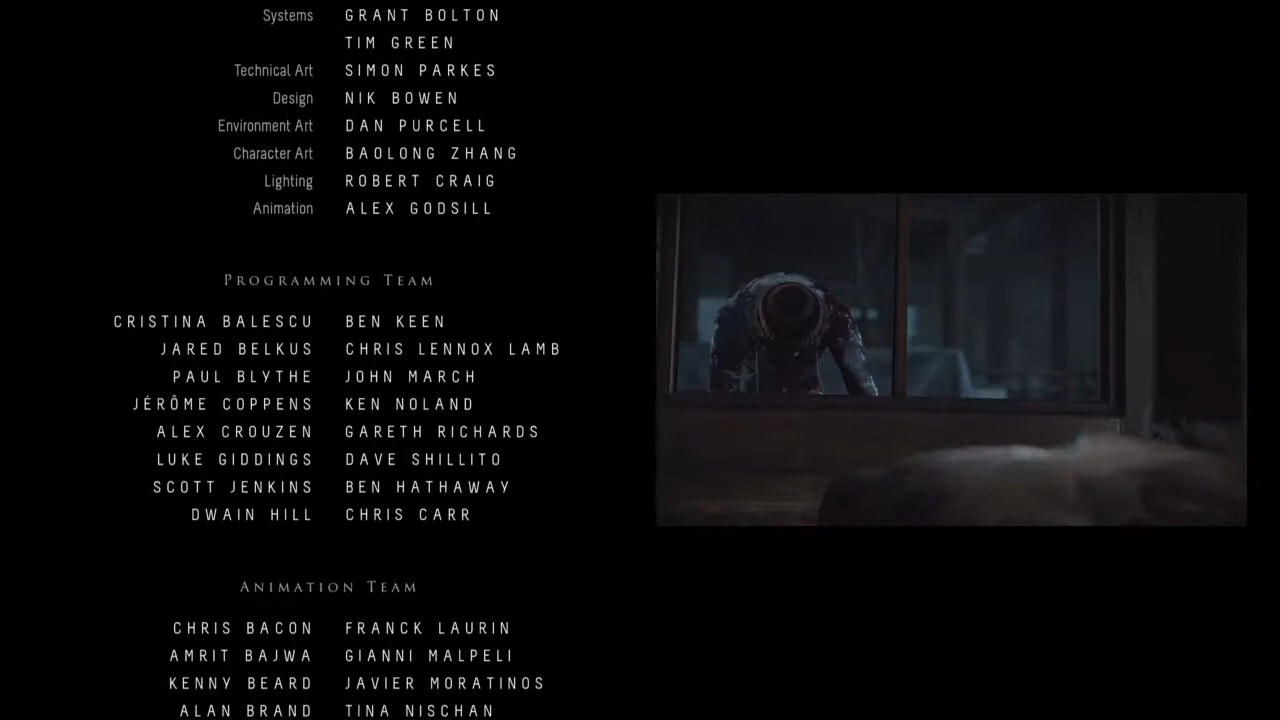 Systems GRANT BOLTON
TIM GREEN
Technical Art SIMON PARKES
Design NIK BOWEN
Environment Art DAN PURCELL
Character Art BAOLONG ZHANG
Lighting ROBERT CRAIG
Animation ALEX GODSILL
PROGRAMMING TEAM
CRISTINA BALESCU BEN KEEN
JARED BELKUS CHRIS LENNOX LAMB
PAUL BLYTHE JOHN MARCH
JÉRÔME COPPENS KEN NOLAND
ALEX CROUZEN GARETH RICHARDS
LUKE GIDDINGS DAVE SHILLITO
SCOTT JENKINS BEN HATHAWAY
DWAIN HILL CHRIS CARR
ANIMATION TEAM
CHRIS BACON FRANCK LAURIN
AMRIT BAJWA GIANNI MALPELI
KENNY BEARD JAVIER MORATINOS
ALAN BRAND TINA NISCHAN